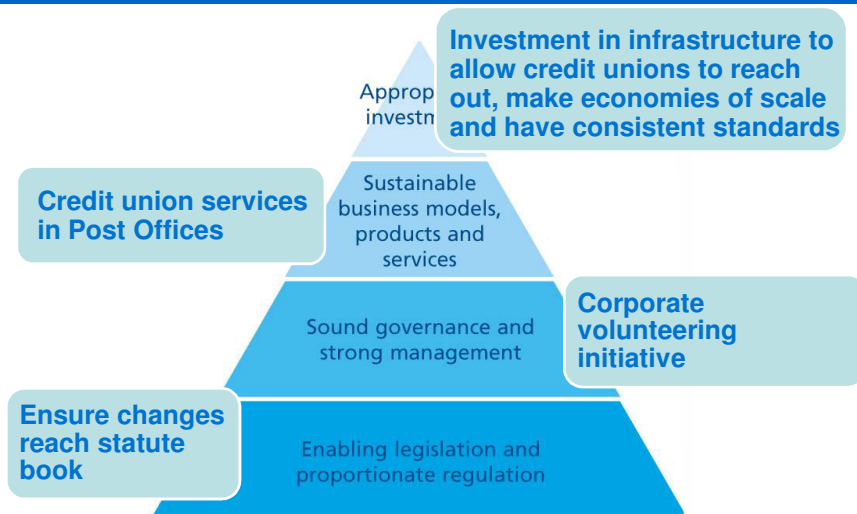 Investment in infrastructure to
allow credit unions to reach
out, make economies of scale
and have consistent standards
Credit union services
in Post Offices
Sustainable
business models,
products and
services
Corporate
volunteering
initiative
Sound governance and
strong management
Ensure changes
reach statute
book
Enabling legislation and
proportionate regulation